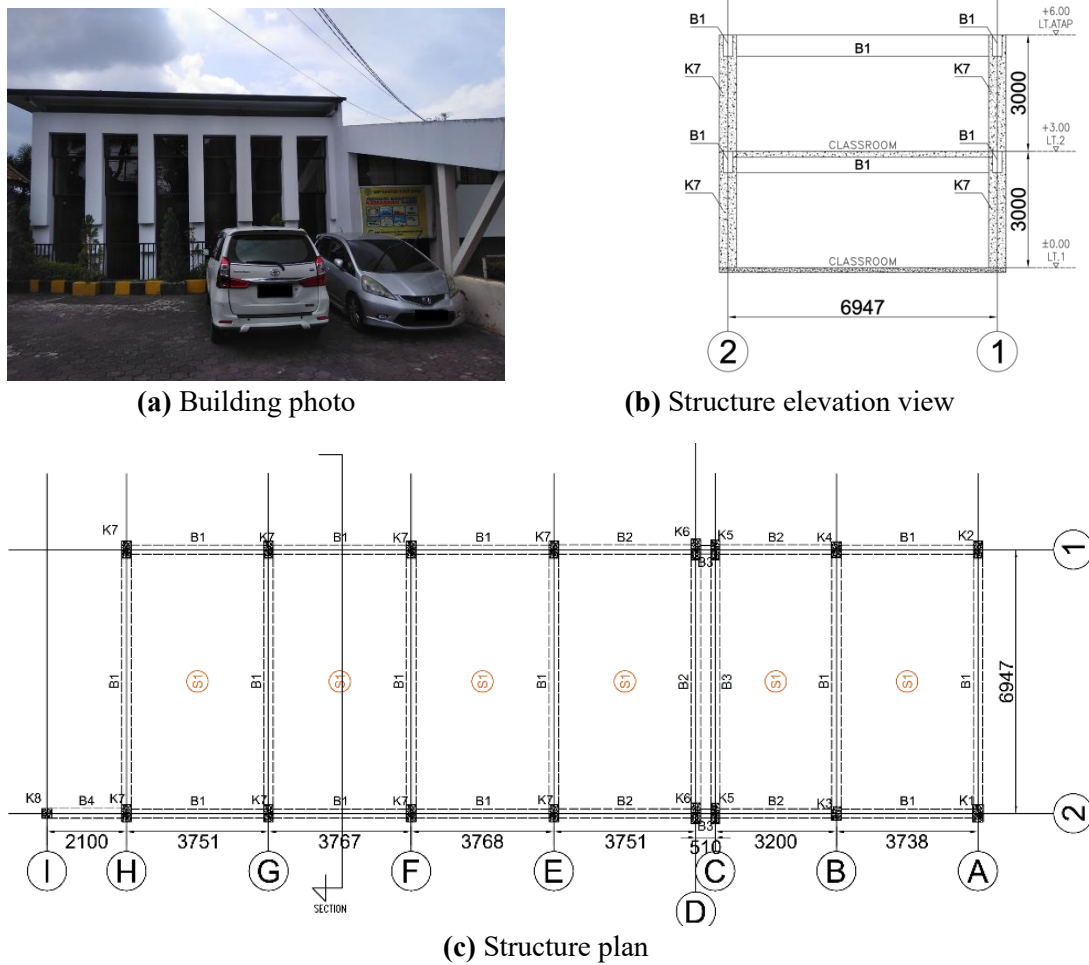 B1
B1
+6.00
LT.ATAP
B1
K7
K7
3000
B1
B1
+3.00
LT.2
CLASSROOM
B1
K7
K7
3000
±0.00
LT.1
CLASSROOM
6947
2
1
(a) Building photo
(b) Structure elevation view
K7
B1
K7
B1
K7
B1
K7
B2
K6
K5
B2
K4
B1
K2
1
B3
B1
S1
B1
S1
B1
S1
B1
S1
B2
B3
S1
B1
S1
B1
6947
K8
B4
K7
B1
K7
B1
K7
B1
K7
B2
K6
K5
B2
K3
B1
K1
2
B3
2100
3751
3767
3768
3751
510
3200
3738
I
H
G
F
E
D
C
B
A
SECTION
(c) Structure plan